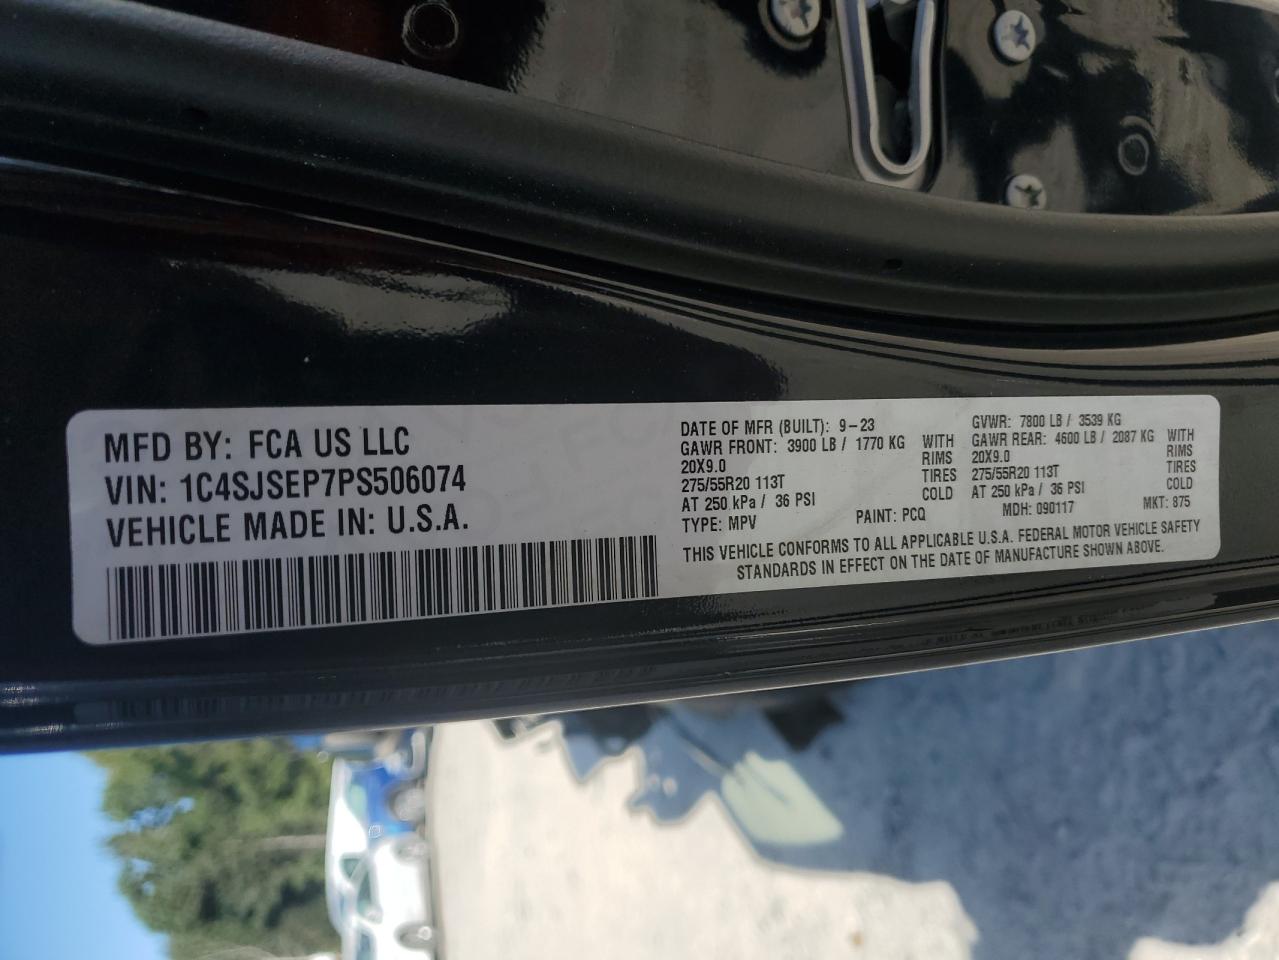 MFD BY: FCA US LLC
VIN: 1C4SJSEP7PS506074
VEHICLE MADE IN: U.S.A.
DATE OF MFR (BUILT): 9-23
GAWR FRONT: 3900 LB / 1770 KG WITH
20X9.0 RIMS
275/55R20 113T TIRES
AT 250 kPa / 36 PSI COLD
TYPE: MPV PAINT: PCQ
GVWR: 7800 LB / 3539 KG
GAWR REAR: 4600 LB / 2087 KG WITH
20X9.0 RIMS
275/55R20 113T TIRES
AT 250 kPa / 36 PSI COLD
MDH: 090117 MKT: 875
THIS VEHICLE CONFORMS TO ALL APPLICABLE U.S.A. FEDERAL MOTOR VEHICLE SAFETY
STANDARDS IN EFFECT ON THE DATE OF MANUFACTURE SHOWN ABOVE.